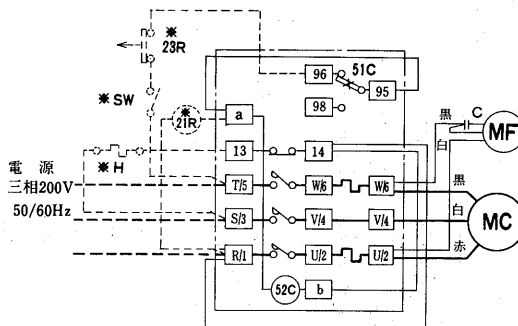 ※
23R
※ SW
※
21R
96
51C
95
98
a
13
14
※ H
電源
三相200V
50/60Hz
T/5
W/6
W/6
S/3
V/4
V/4
R/1
U/2
U/2
52C
b
黒
C
白
MF
黒
白
赤
MC